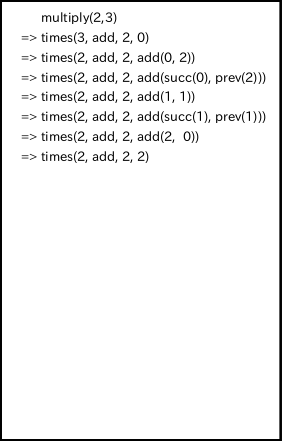 multiply(2,3)
=> times(3, add, 2, 0)
=> times(2, add, 2, add(0, 2))
times(2, add, 2, add(succ(0), prev(2)))
=> times(2, add, 2, add(1, 1))
=> times(2, add, 2, add(succ(1), prev(1)))
=> times(2, add, 2, add(2,  0))
=> times(2, add, 2, 2)